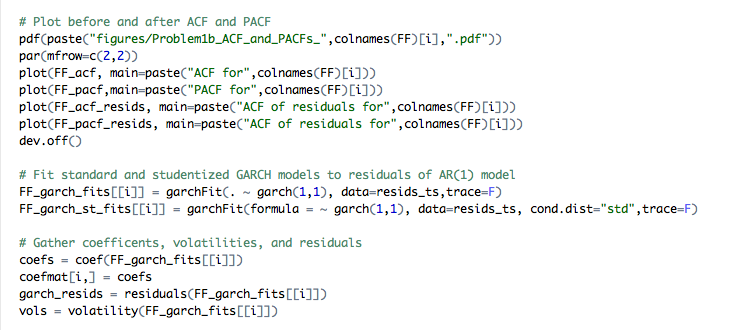 # Plot before and after ACF and PACF
pdf(paste("figures/Problem1b_ACF_and_PACFs_",colnames(FF)[i],".pdf"))
par(mfrow=c(2,2))
plot(FF_acf, main=paste("ACF for",colnames(FF)[i]))
plot(FF_pacf,main=paste("PACF for",colnames(FF)[i]))
plot(FF_acf_resids, main=paste("ACF of residuals for",colnames(FF)[i]))
plot(FF_pacf_resids, main=paste("ACF of residuals for",colnames(FF)[i]))
dev.off()
# Fit standard and studentized GARCH models to residuals of AR(1) model
FF_garch_fits[[i]] = garchFit(. ~ garch(1,1), data=resids_ts,trace=F)
FF_garch_st_fits[[i]] = garchFit(formula = ~ garch(1,1), data=resids_ts, cond.dist="std",trace=F)
# Gather coefficents, volatilities, and residuals
coefs = coef(FF_garch_fits[[i]])
coefmat[i,] = coefs
garch_resids = residuals(FF_garch_fits[[i]])
vols = volatility(FF_garch_fits[[i]])